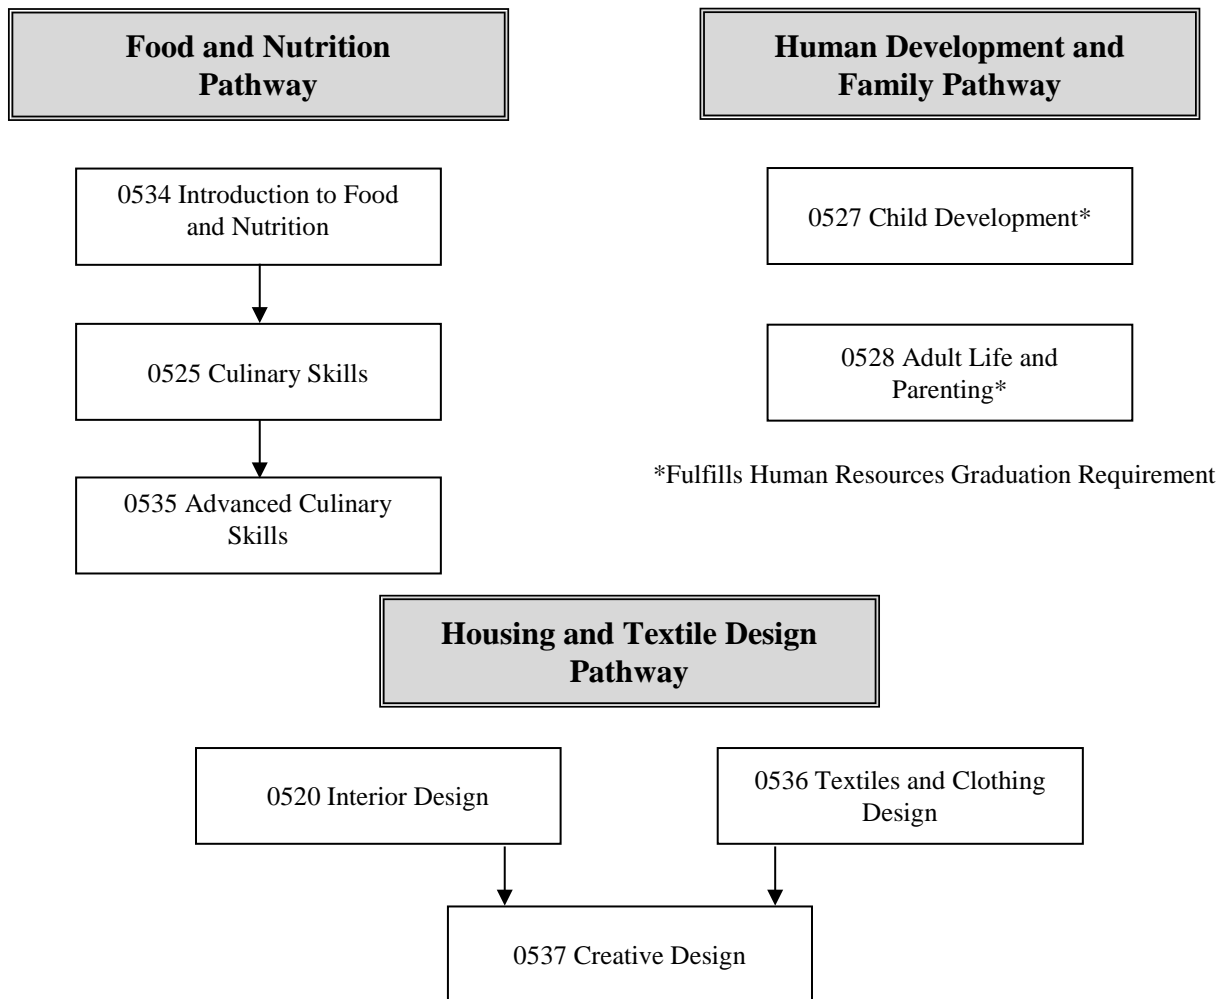 Food and Nutrition
Pathway
0534 Introduction to Food
and Nutrition
0525 Culinary Skills
0535 Advanced Culinary
Skills
Human Development and
Family Pathway
0527 Child Development*
0528 Adult Life and
Parenting*
*Fulfills Human Resources Graduation Requirement
Housing and Textile Design
Pathway
0520 Interior Design
0536 Textiles and Clothing
Design
0537 Creative Design